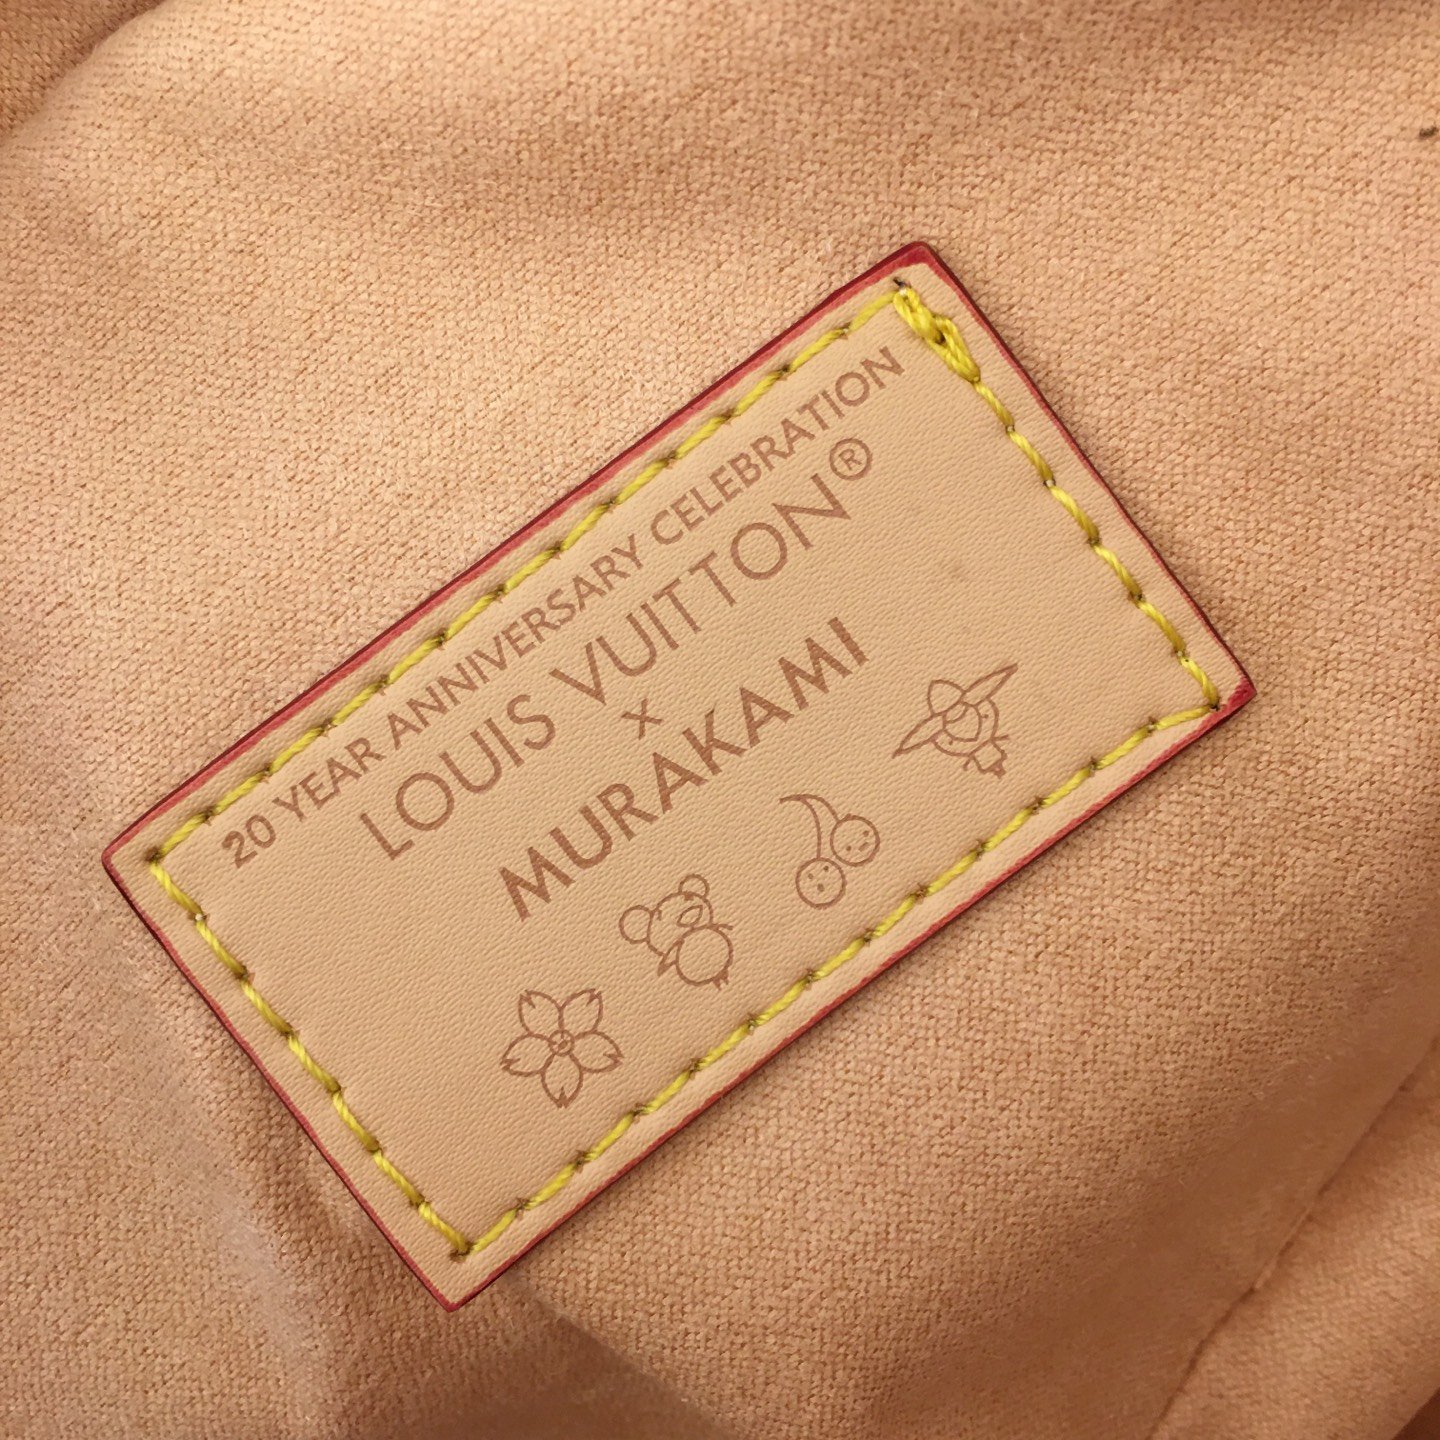 20 YEAR ANNIVERSARY CELEBRATION
LOUIS VUITTON®
×
MURAKAMI